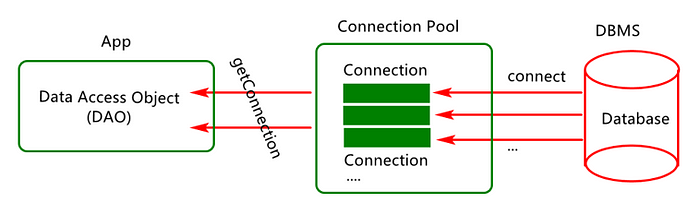 App
Data Access Object
(DAO)
getConnection
Connection Pool
Connection
Connection
....
connect
...
DBMS
Database